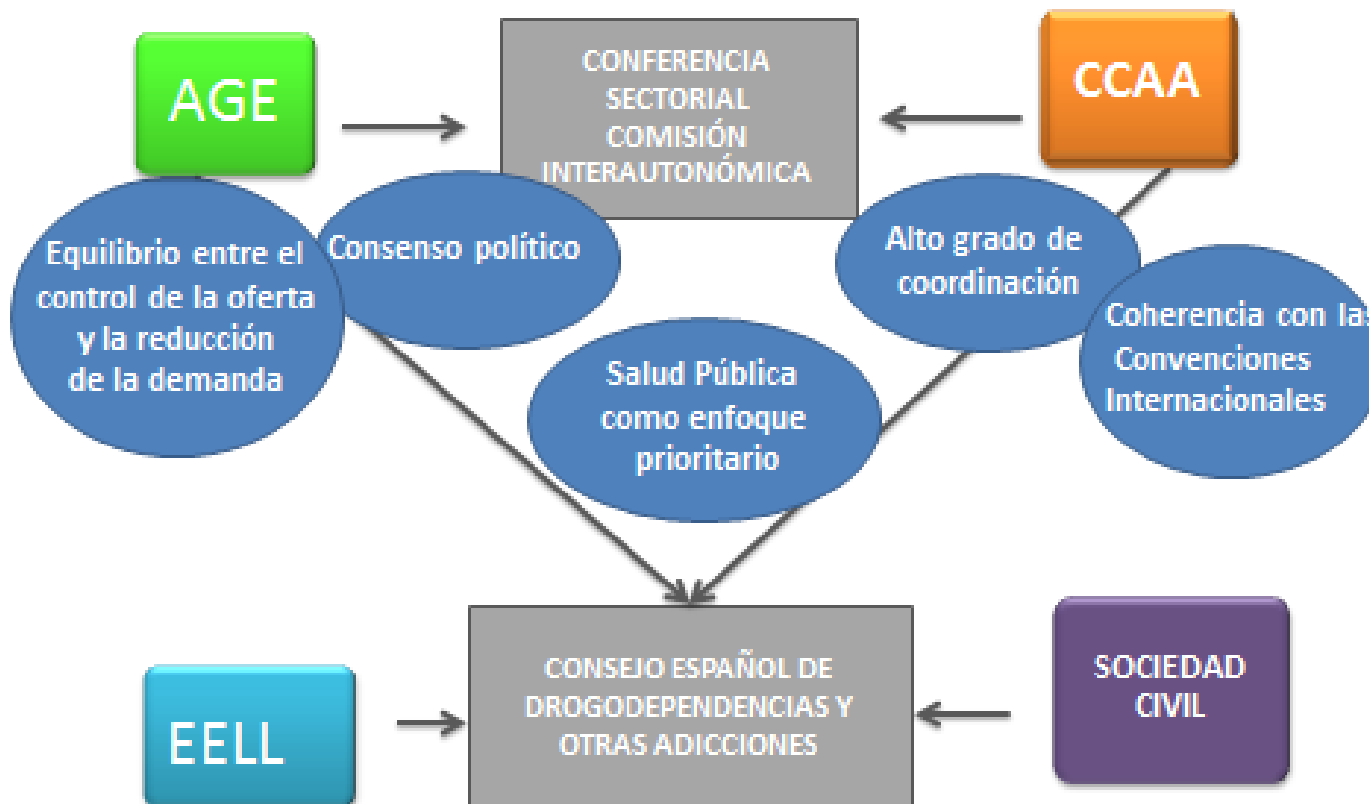 AGE
CONFERENCIA
SECTORIAL
COMISIÓN
INTERAUTONÓMICA
CCAA
Equilibrio entre el
control de la oferta
y la reducción
de la demanda
Consenso político
Salud Pública
como enfoque
prioritario
Alto grado de
coordinación
Coherencia con las
Convenciones
Internacionales
EELL
CONSEJO ESPAÑOL DE
DROGODEPENDENCIAS Y
OTRAS ADICCIONES
SOCIEDAD
CIVIL